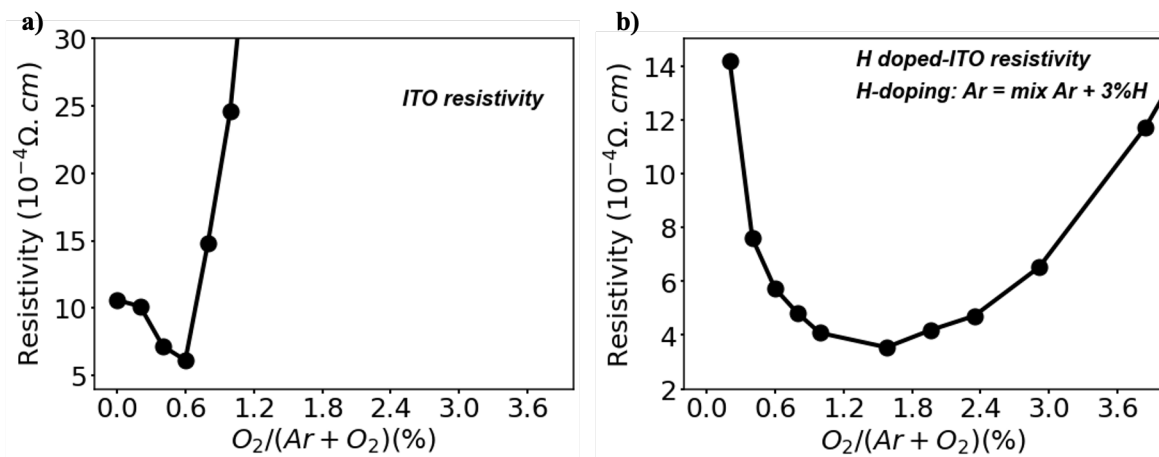 a)
30
25
20
15
10
5
Resistivity (10⁻⁴Ω.cm)
ITO resistivity
0.0 0.6 1.2 1.8 2.4 3.0 3.6
O₂/(Ar + O₂)(%)
b)
14
12
10
8
6
4
2
Resistivity (10⁻⁴Ω.cm)
H doped-ITO resistivity
H-doping: Ar = mix Ar + 3%H
0.0 0.6 1.2 1.8 2.4 3.0 3.6
O₂/(Ar + O₂)(%)